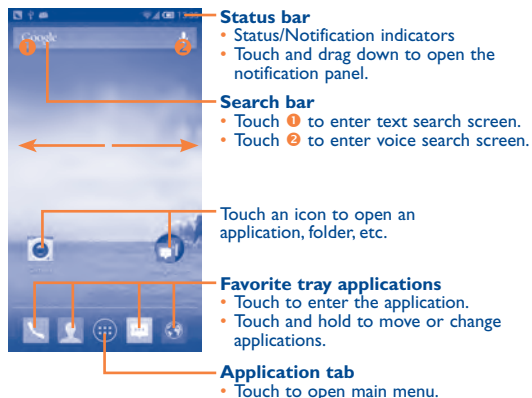 Status bar
• Status/Notification indicators
• Touch and drag down to open the
notification panel.
Google
1
2
Search bar
• Touch ❶ to enter text search screen.
• Touch ❷ to enter voice search screen.
Touch an icon to open an
application, folder, etc.
Favorite tray applications
• Touch to enter the application.
• Touch and hold to move or change
applications.
Application tab
• Touch to open main menu.